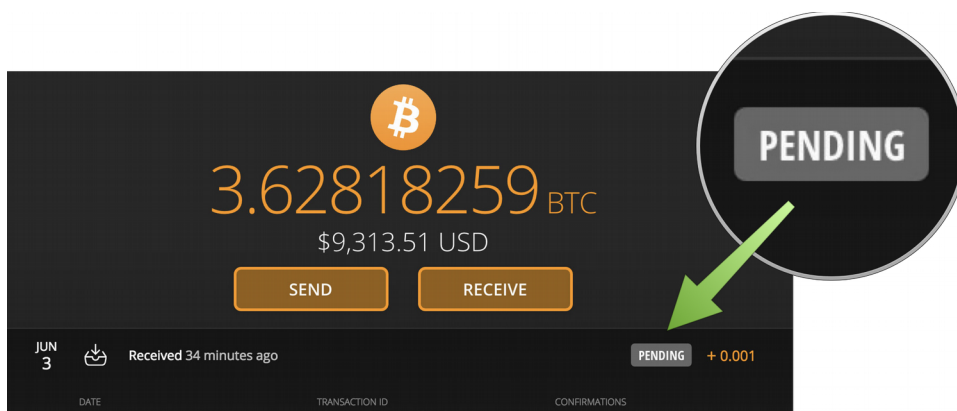 PENDING
3.62818259 BTC
$9,313.51 USD
SEND RECEIVE
JUN
3
Received 34 minutes ago PENDING + 0.001
DATE TRANSACTION ID CONFIRMATIONS